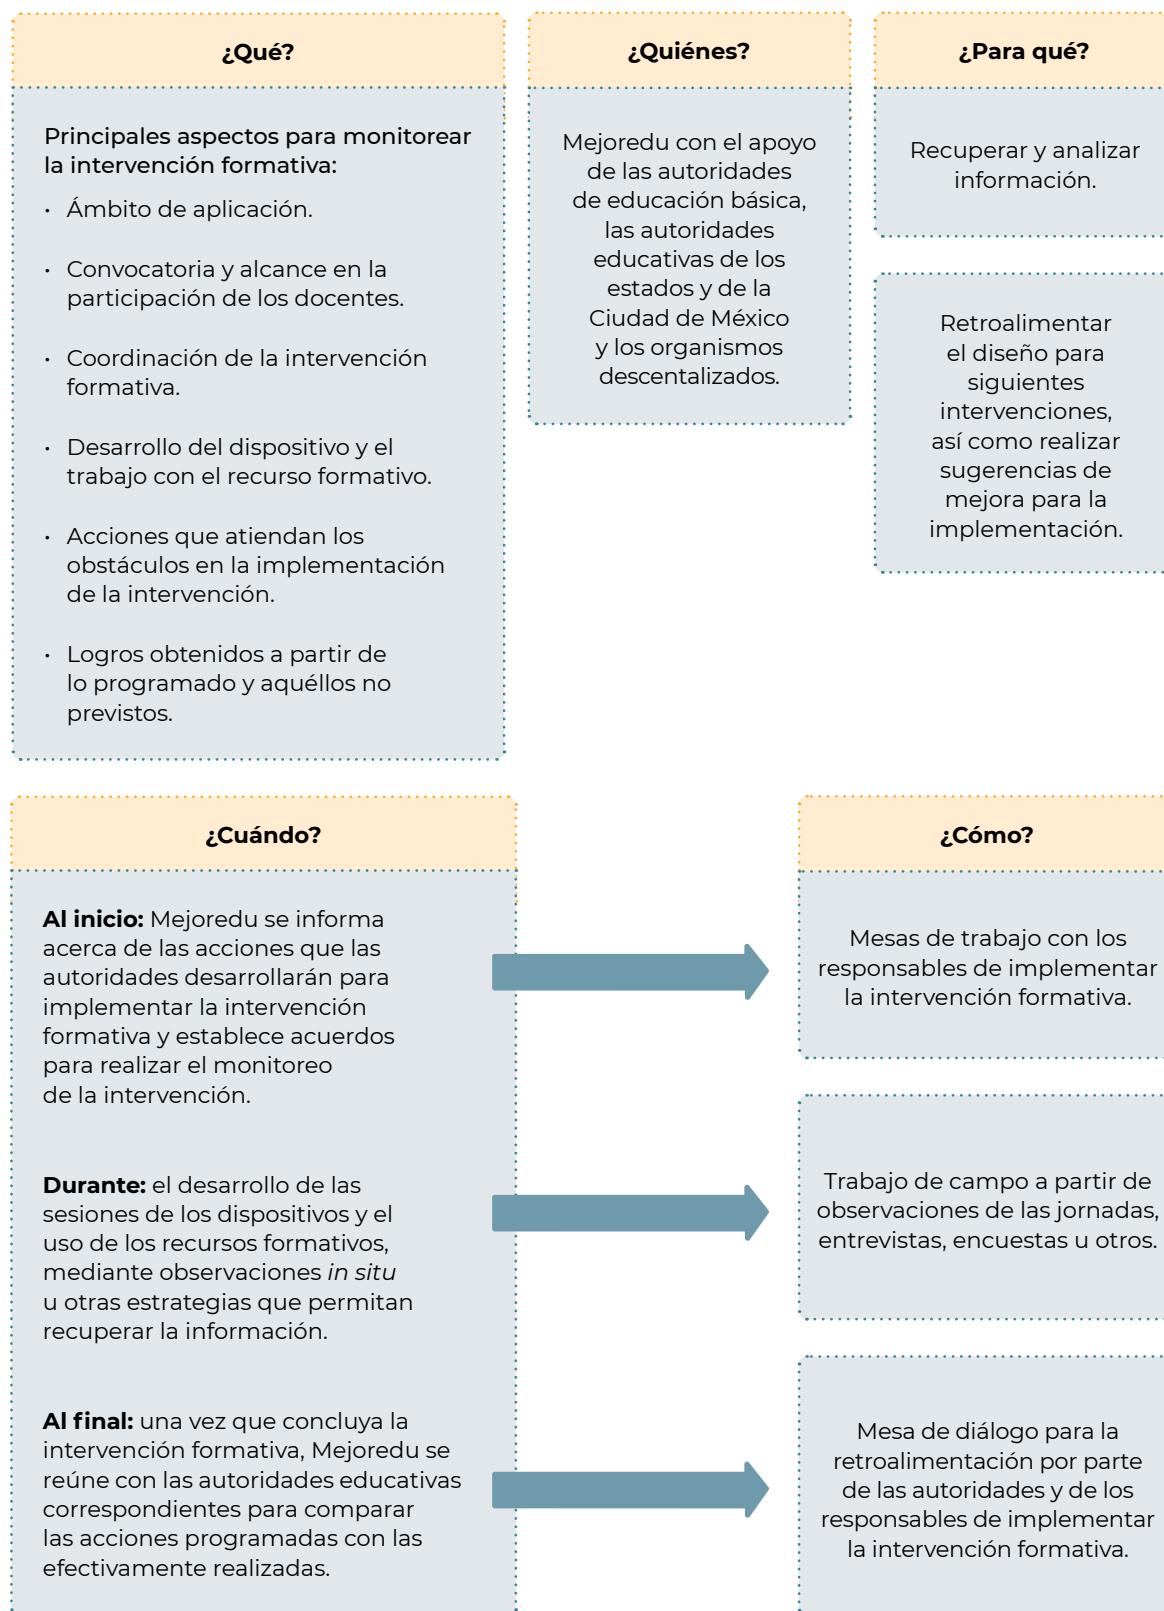 ¿Qué?
Principales aspectos para monitorear
la intervención formativa:
· Ámbito de aplicación.
· Convocatoria y alcance en la
participación de los docentes.
· Coordinación de la intervención
formativa.
· Desarrollo del dispositivo y el
trabajo con el recurso formativo.
· Acciones que atiendan los
obstáculos en la implementación
de la intervención.
· Logros obtenidos a partir de
lo programado y aquéllos no
previstos.
¿Quiénes?
Mejoredu con el apoyo
de las autoridades
de educación básica,
las autoridades
educativas de los
estados y de la
Ciudad de México
y los organismos
descentalizados.
¿Para qué?
Recuperar y analizar
información.
Retroalimentar
el diseño para
siguientes
intervenciones,
así como realizar
sugerencias de
mejora para la
implementación.
¿Cuándo?
Al inicio: Mejoredu se informa
acerca de las acciones que las
autoridades desarrollarán para
implementar la intervención
formativa y establece acuerdos
para realizar el monitoreo
de la intervención.
Durante: el desarrollo de las
sesiones de los dispositivos y el
uso de los recursos formativos,
mediante observaciones in situ
u otras estrategias que permitan
recuperar la información.
Al final: una vez que concluya la
intervención formativa, Mejoredu se
reúne con las autoridades educativas
correspondientes para comparar
las acciones programadas con las
efectivamente realizadas.
¿Cómo?
Mesas de trabajo con los
responsables de implementar
la intervención formativa.
Trabajo de campo a partir de
observaciones de las jornadas,
entrevistas, encuestas u otros.
Mesa de diálogo para la
retroalimentación por parte
de las autoridades y de los
responsables de implementar
la intervención formativa.